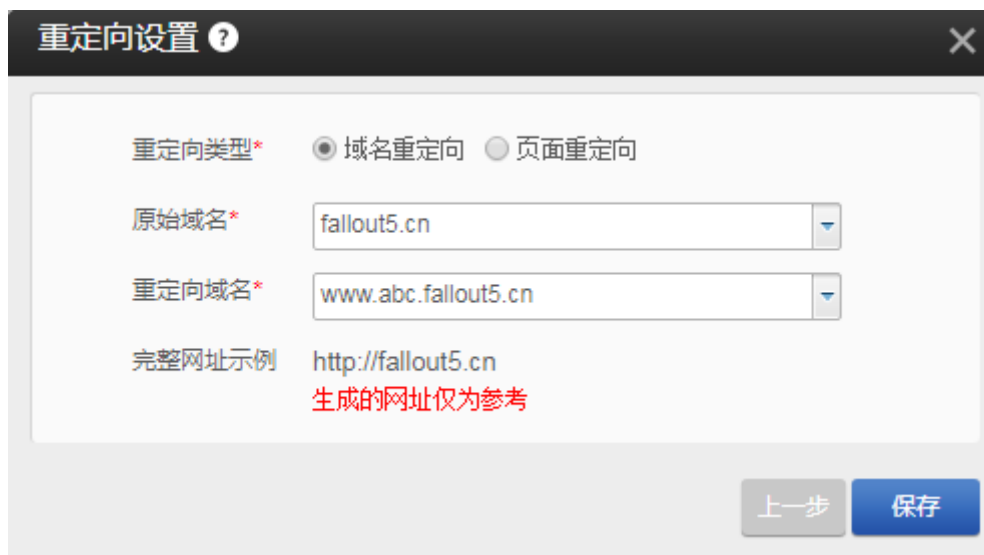 重定向设置 ?
重定向类型* 域名重定向 页面重定向
原始域名* fallout5.cn
重定向域名* www.abc.fallout5.cn
完整网址示例 http://fallout5.cn
生成的网址仅为参考
上一步 保存